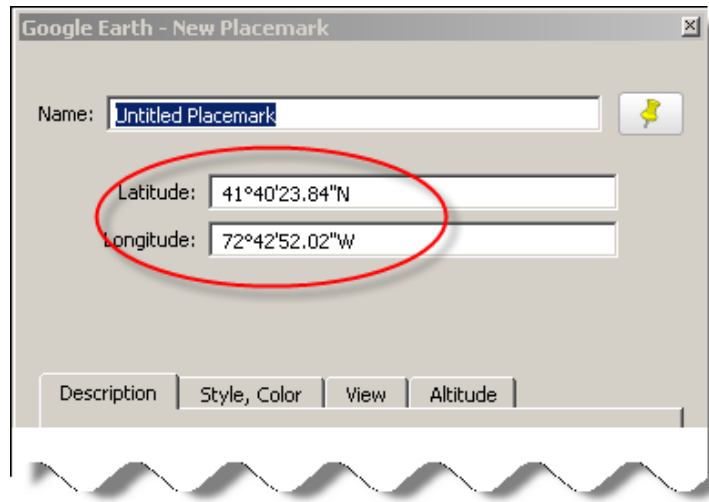 Google Earth - New Placemark
Name: Untitled Placemark
Latitude: 41°40'23.84"N
Longitude: 72°42'52.02"W
Description Style, Color View Altitude